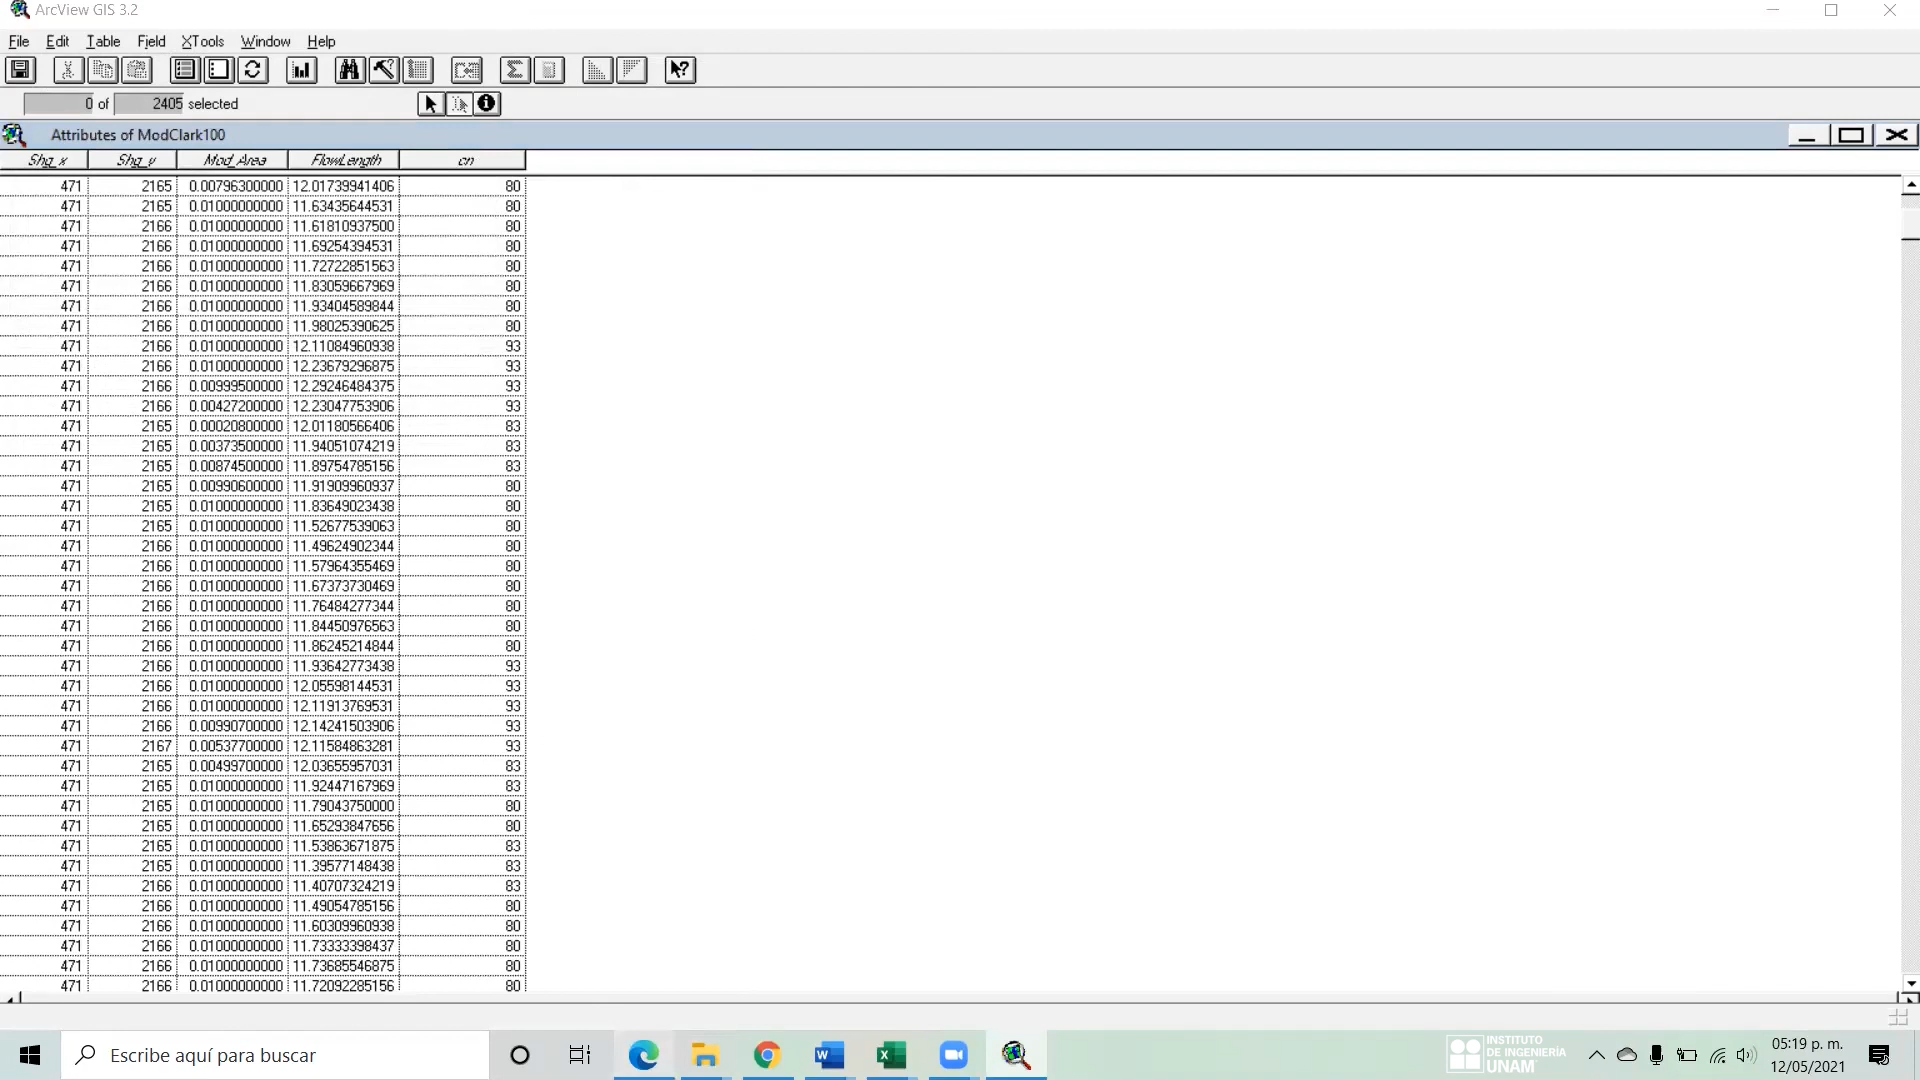 ArcView GIS 3.2
File Edit Table Field XTools Window Help
0 of 2405 selected
Attributes of ModClark100
Shg_x Shg_y Mod_Area FlowLength cn
471 2165 0.00796300000 12.01739941406 80
471 2165 0.01000000000 11.63435644531 80
471 2166 0.01000000000 11.61810937500 80
471 2166 0.01000000000 11.69254394531 80
471 2166 0.01000000000 11.72722851563 80
471 2166 0.01000000000 11.83059667969 80
471 2166 0.01000000000 11.93404589844 80
471 2166 0.01000000000 11.98025390625 80
471 2166 0.01000000000 12.11084960938 93
471 2166 0.01000000000 12.23679296875 93
471 2166 0.00999500000 12.29246484375 93
471 2166 0.00427200000 12.23047753906 93
471 2165 0.00020800000 12.01180566406 83
471 2165 0.00373500000 11.94051074219 83
471 2165 0.00874500000 11.89754785156 83
471 2165 0.00990600000 11.91909960937 80
471 2165 0.01000000000 11.83649023438 80
471 2165 0.01000000000 11.52677539063 80
471 2166 0.01000000000 11.49624902344 80
471 2166 0.01000000000 11.57964355469 80
471 2166 0.01000000000 11.67373730469 80
471 2166 0.01000000000 11.76484277344 80
471 2166 0.01000000000 11.84450976563 80
471 2166 0.01000000000 11.86245214844 80
471 2166 0.01000000000 11.93642773438 93
471 2166 0.01000000000 12.05598144531 93
471 2166 0.01000000000 12.11913769531 93
471 2166 0.00990700000 12.14241503906 93
471 2167 0.00537700000 12.11584863281 93
471 2165 0.00499700000 12.03655957031 83
471 2165 0.01000000000 11.92447167969 83
471 2165 0.01000000000 11.79043750000 80
471 2165 0.01000000000 11.65293847656 80
471 2165 0.01000000000 11.53863671875 83
471 2165 0.01000000000 11.39577148438 83
471 2166 0.01000000000 11.40707324219 83
471 2166 0.01000000000 11.49054785156 80
471 2166 0.01000000000 11.60309960938 80
471 2166 0.01000000000 11.73333398437 80
471 2166 0.01000000000 11.73685546875 80
471 2166 0.01000000000 11.72092285156 80
Escribe aquí para buscar
INSTITUTO
DE INGENIERÍA
UNAM
05:19 p. m.
12/05/2021